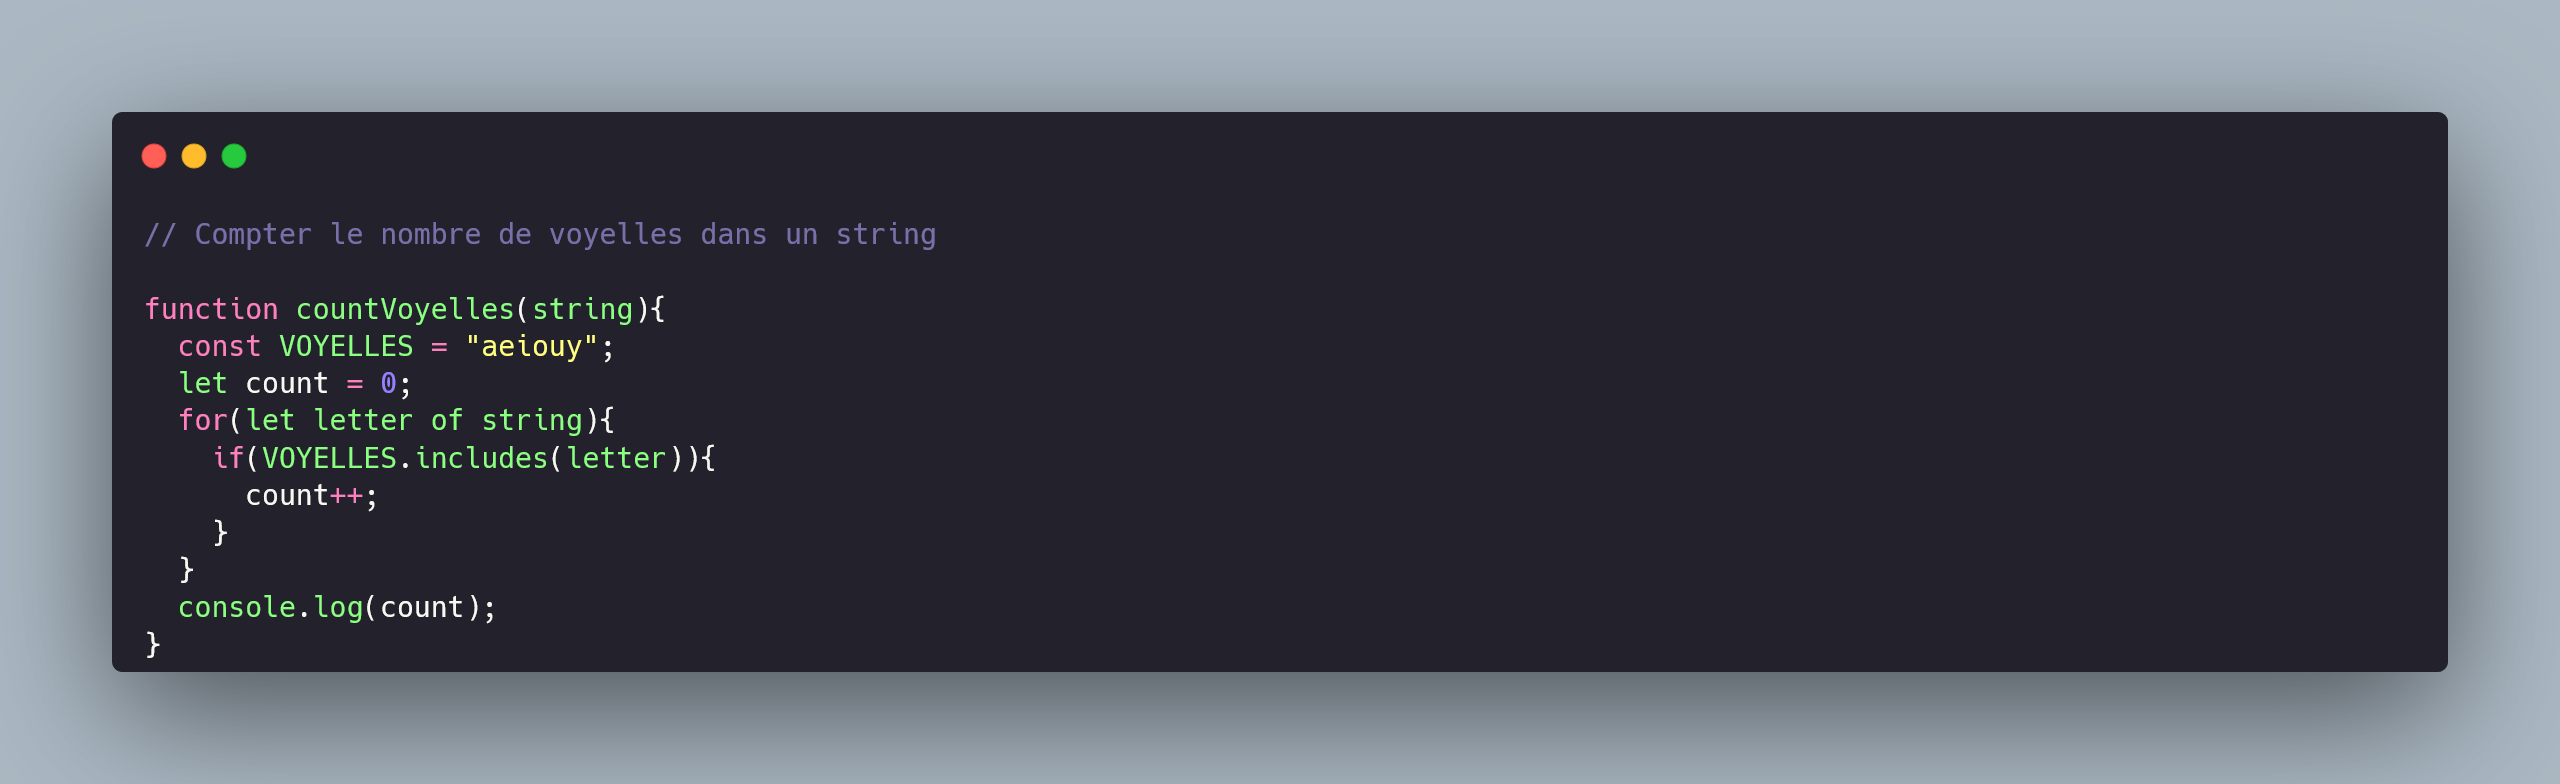 // Compter le nombre de voyelles dans un string
function countVoyelles(string){
  const VOYELLES = "aeiouy";
  let count = 0;
  for(let letter of string){
    if(VOYELLES.includes(letter)){
      count++;
    }
  }
  console.log(count);
}